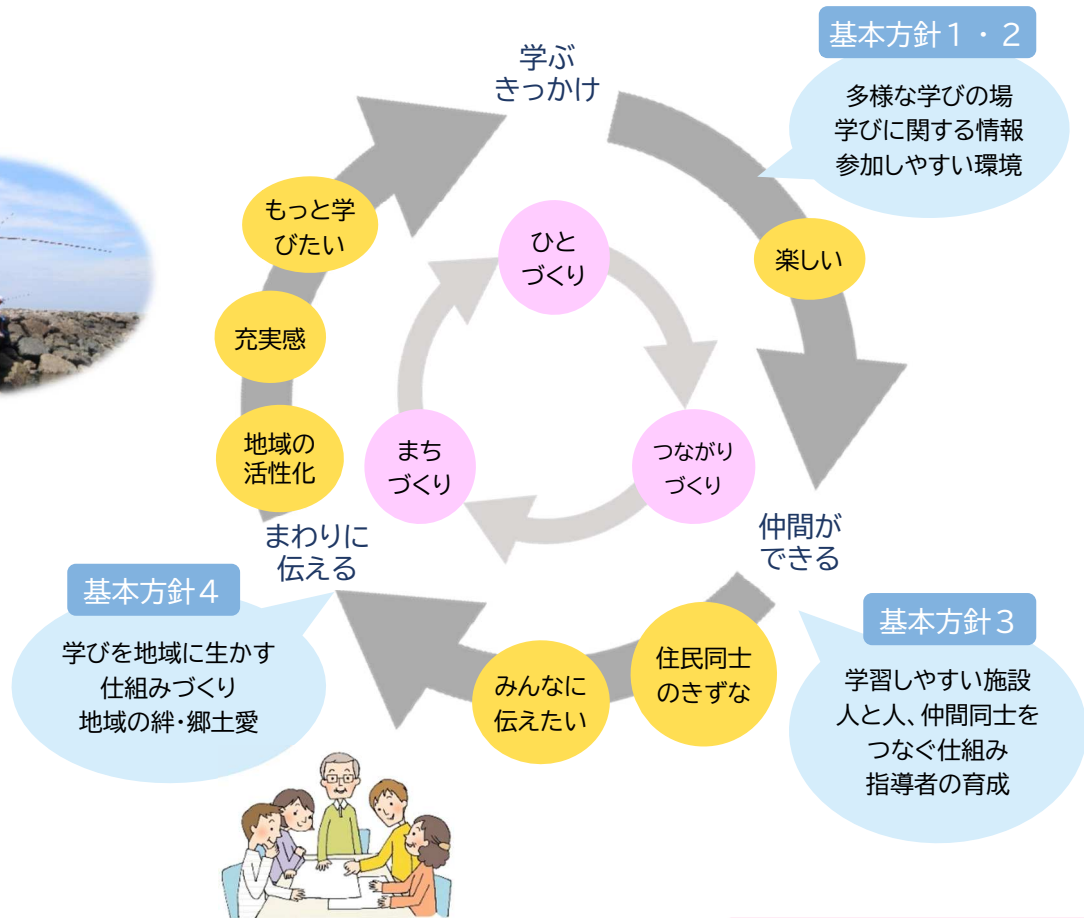 学ぶ
きっかけ
基本方針1・2
多様な学びの場
学びに関する情報
参加しやすい環境
楽しい
仲間が
できる
基本方針3
学習しやすい施設
人と人、仲間同士を
つなぐ仕組み
指導者の育成
住民同士
のきずな
みんなに
伝えたい
まわりに
伝える
基本方針4
学びを地域に生かす
仕組みづくり
地域の絆・郷土愛
地域の
活性化
充実感
もっと学
びたい
ひと
づくり
つながり
づくり
まち
づくり